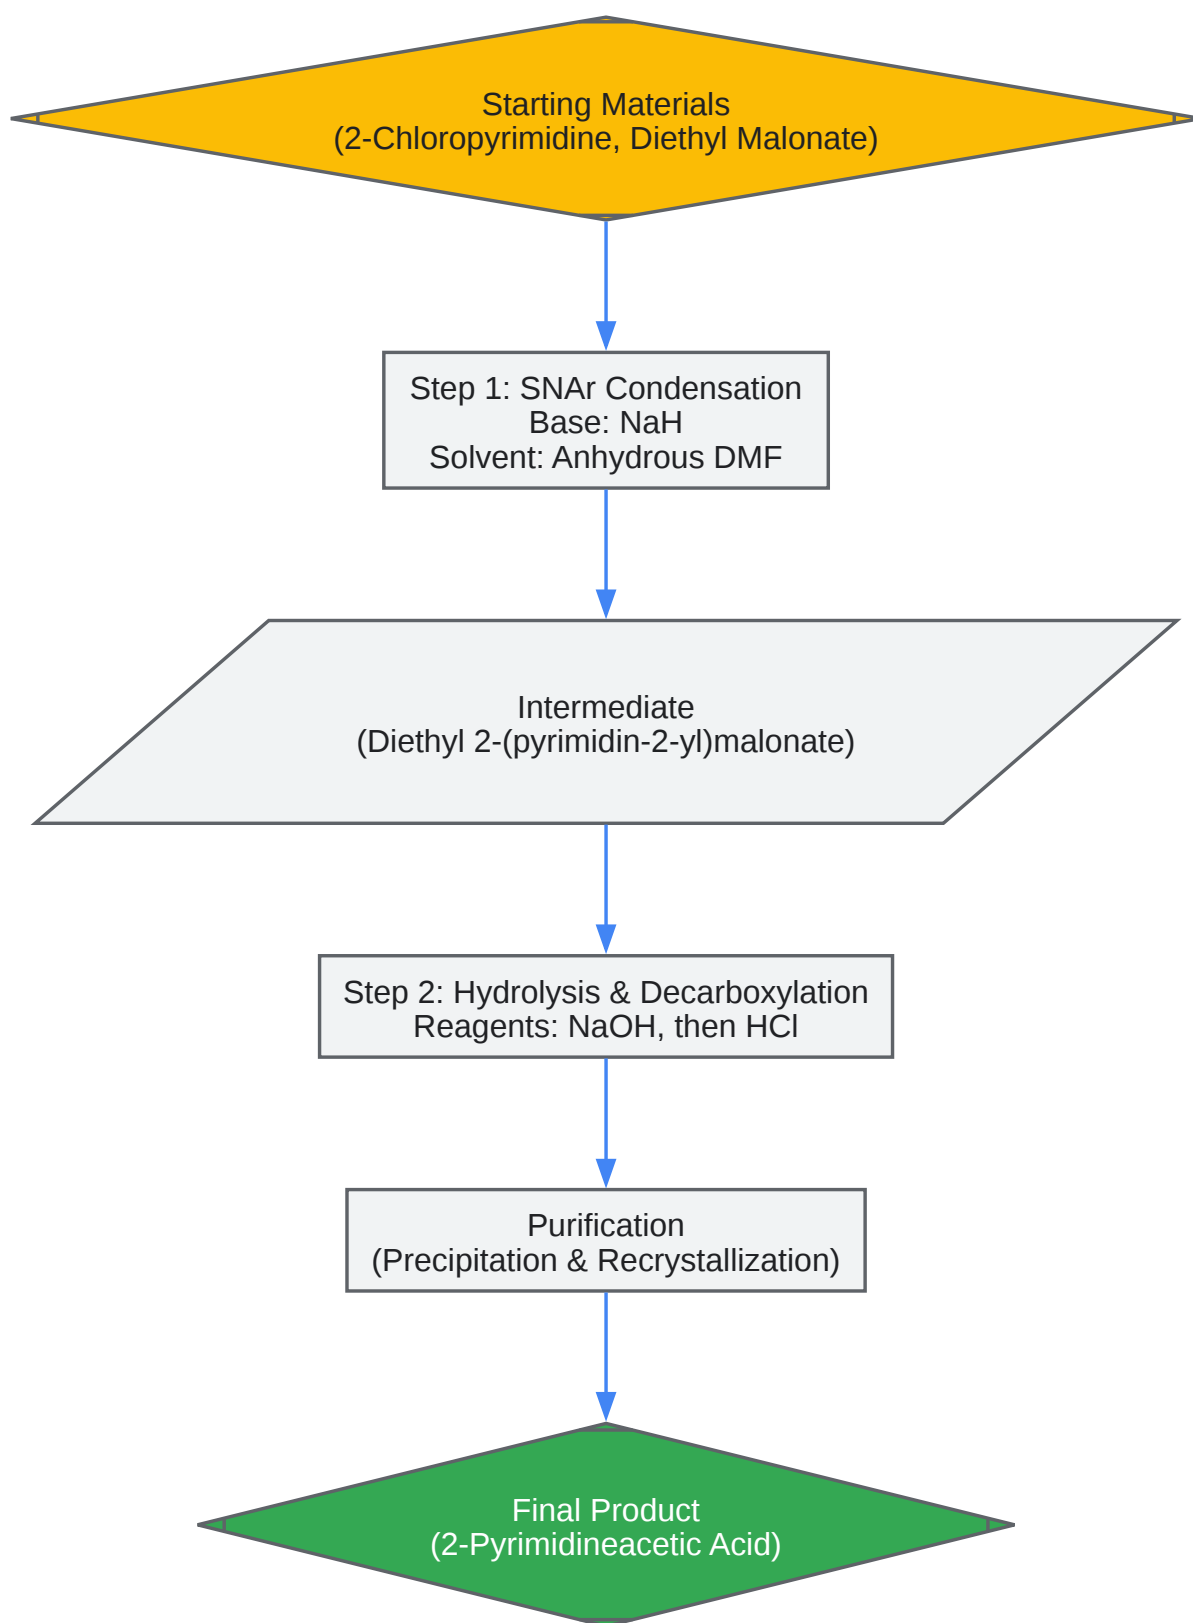 Starting Materials
(2-Chloropyrimidine, Diethyl Malonate)
Step 1: SNAr Condensation
Base: NaH
Solvent: Anhydrous DMF
Intermediate
(Diethyl 2-(pyrimidin-2-yl)malonate)
Step 2: Hydrolysis & Decarboxylation
Reagents: NaOH, then HCl
Purification
(Precipitation & Recrystallization)
Final Product
(2-Pyrimidineacetic Acid)